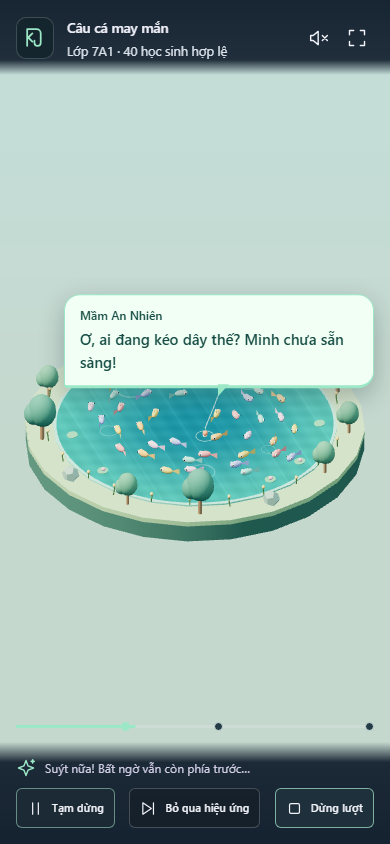 Câu cá may mắn
Lớp 7A1 · 40 học sinh hợp lệ
Mầm An Nhiên
Ơ, ai đang kéo dây thế? Mình chưa sẵn
sàng!
Suýt nữa! Bất ngờ vẫn còn phía trước...
Tạm dừng
Bỏ qua hiệu ứng
Dừng lượt